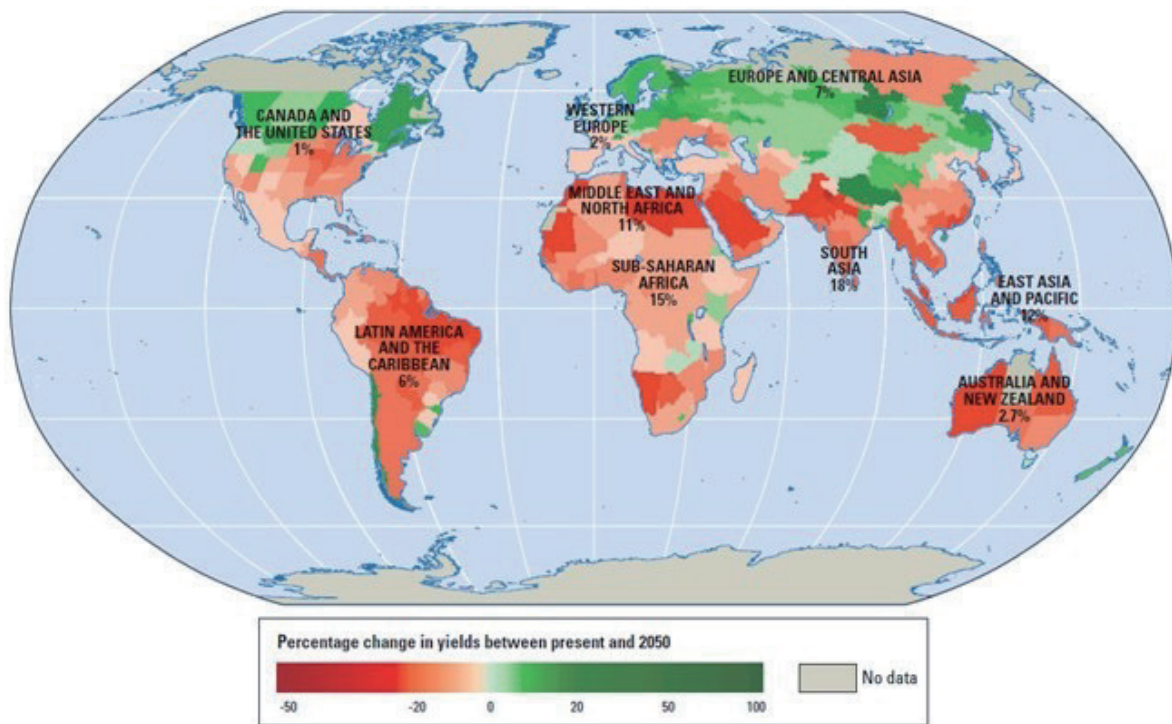 CANADA AND
THE UNITED STATES
1%
WESTERN
EUROPE
2%
EUROPE AND CENTRAL ASIA
7%
MIDDLE EAST AND
NORTH AFRICA
11%
SUB-SAHARAN
AFRICA
15%
SOUTH
ASIA
18%
EAST ASIA
AND PACIFIC
12%
LATIN AMERICA
AND THE
CARIBBEAN
6%
AUSTRALIA AND
NEW ZEALAND
2.7%
Percentage change in yields between present and 2050
-50 -20 0 20 50 100
No data